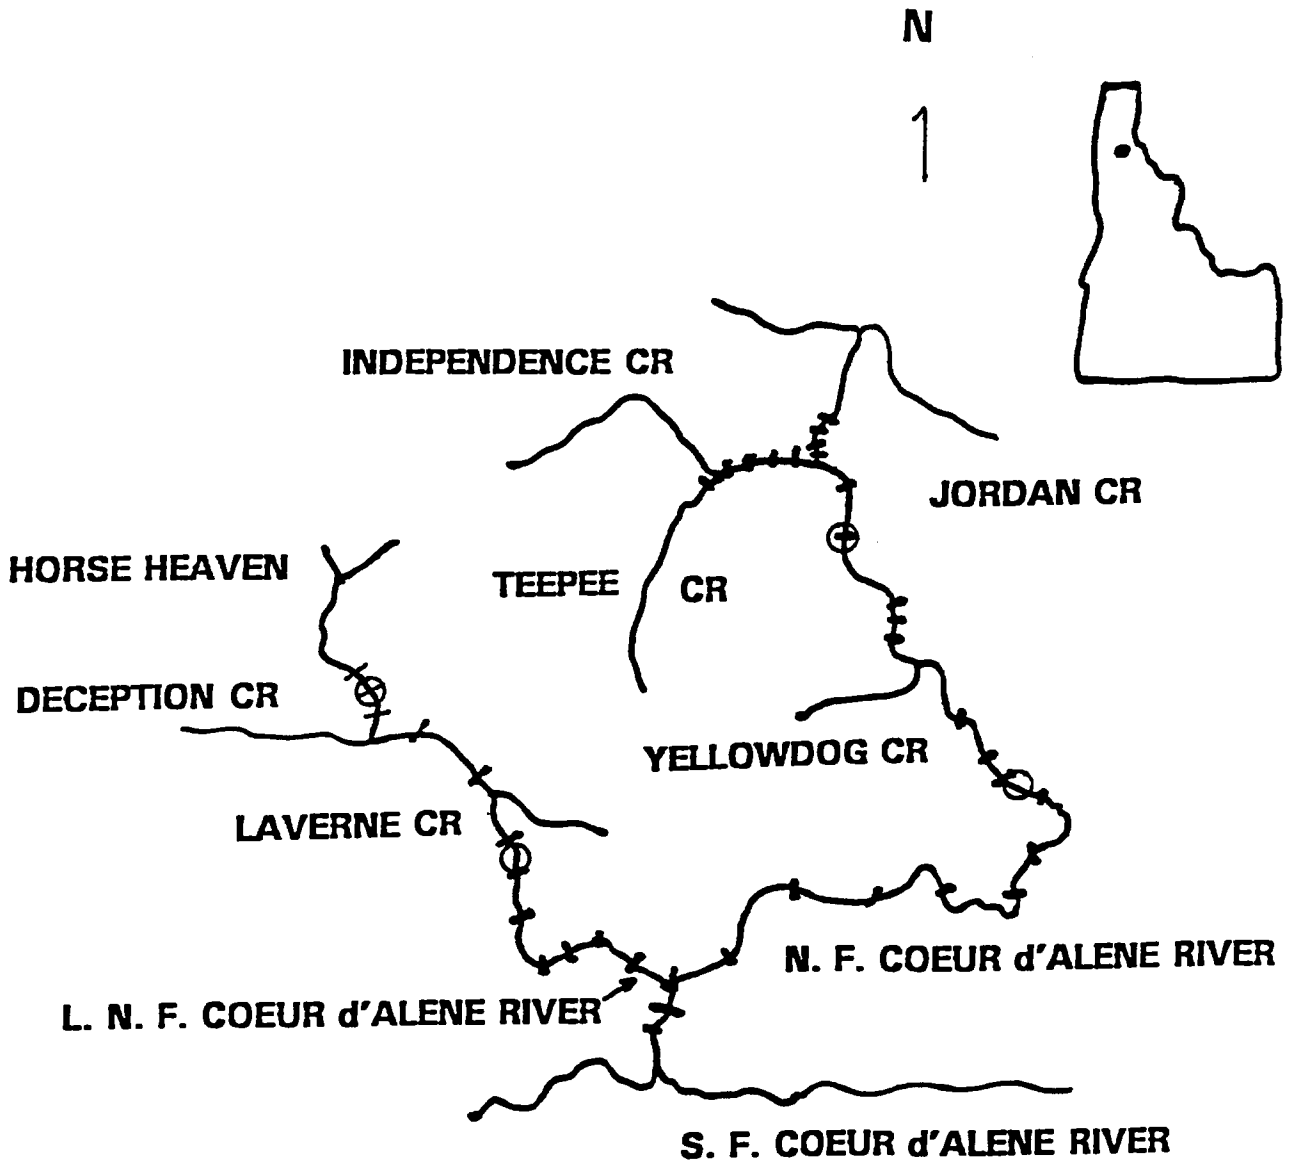 N
INDEPENDENCE CR
JORDAN CR
HORSE HEAVEN
TEEPEE CR
DECEPTION CR
YELLOWDOG CR
LAVERNE CR
N. F. COEUR d'ALENE RIVER
L. N. F. COEUR d'ALENE RIVER
S. F. COEUR d'ALENE RIVER